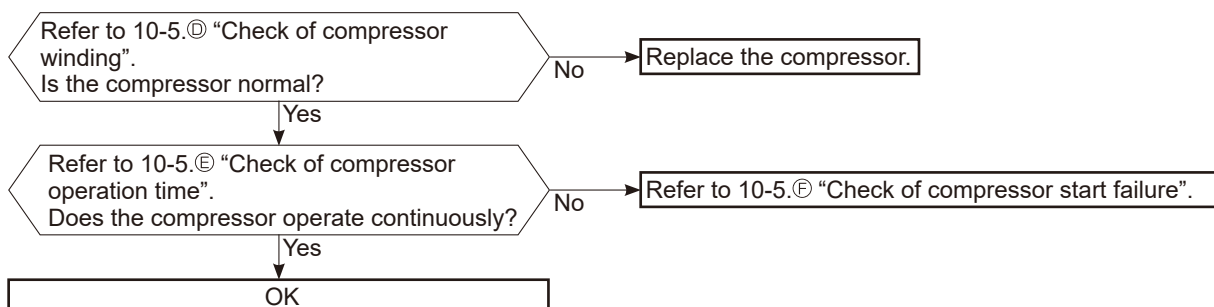 Refer to 10-5.Ⓓ “Check of compressor
winding”.
Is the compressor normal?
No
Replace the compressor.
Yes
Refer to 10-5.Ⓔ “Check of compressor
operation time”.
Does the compressor operate continuously?
No
Refer to 10-5.Ⓕ “Check of compressor start failure”.
Yes
OK